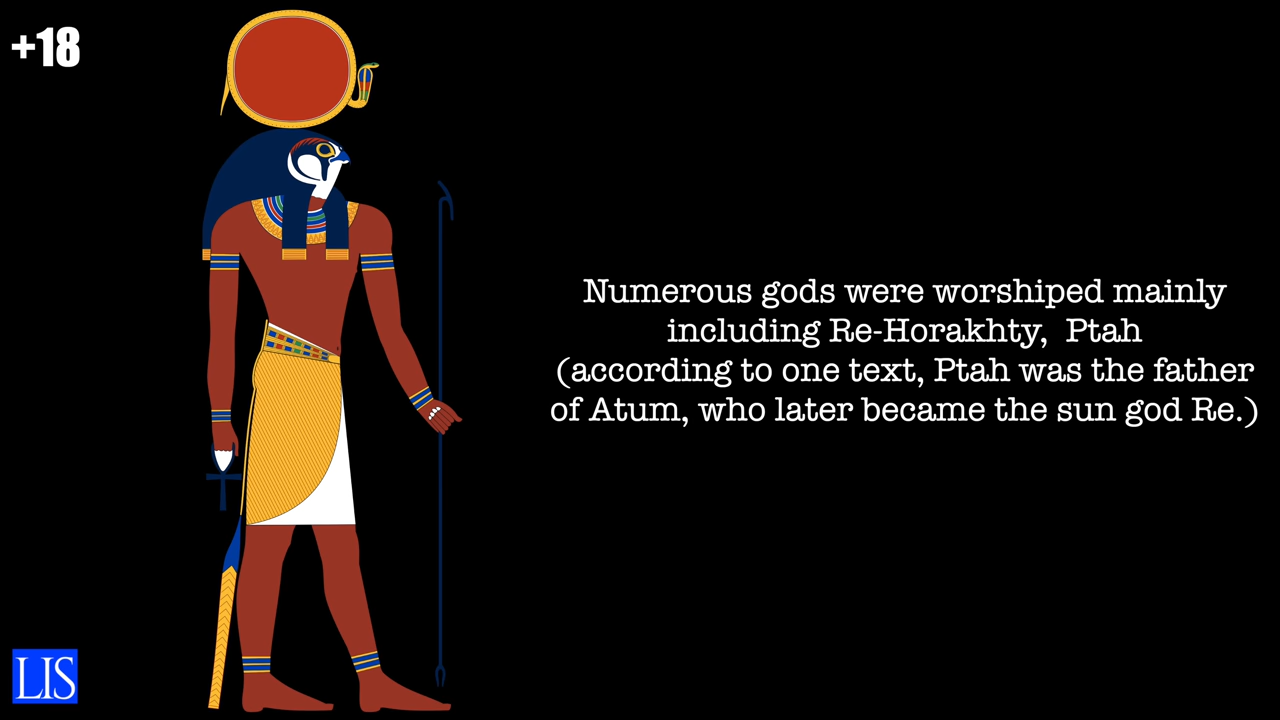 +18
Numerous gods were worshiped mainly
including Re-Horakhty,  Ptah
(according to one text, Ptah was the father
of Atum, who later became the sun god Re.)
LIS